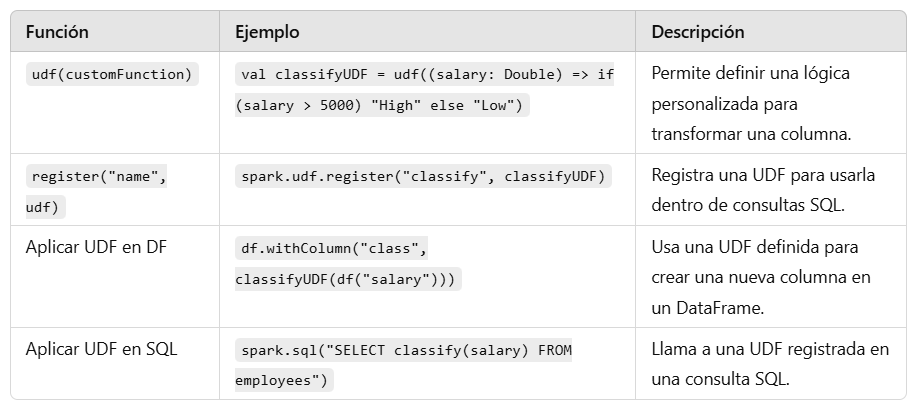 Función Ejemplo Descripción
udf(customFunction)
val classifyUDF = udf((salary: Double) => if
(salary > 5000) "High" else "Low")
Permite definir una lógica
personalizada para
transformar una columna.
register("name",
udf)
spark.udf.register("classify", classifyUDF)
Registra una UDF para usarla
dentro de consultas SQL.
Aplicar UDF en DF
df.withColumn("class",
classifyUDF(df("salary")))
Usa una UDF definida para
crear una nueva columna en
un DataFrame.
Aplicar UDF en SQL
spark.sql("SELECT classify(salary) FROM
employees")
Llama a una UDF registrada en
una consulta SQL.